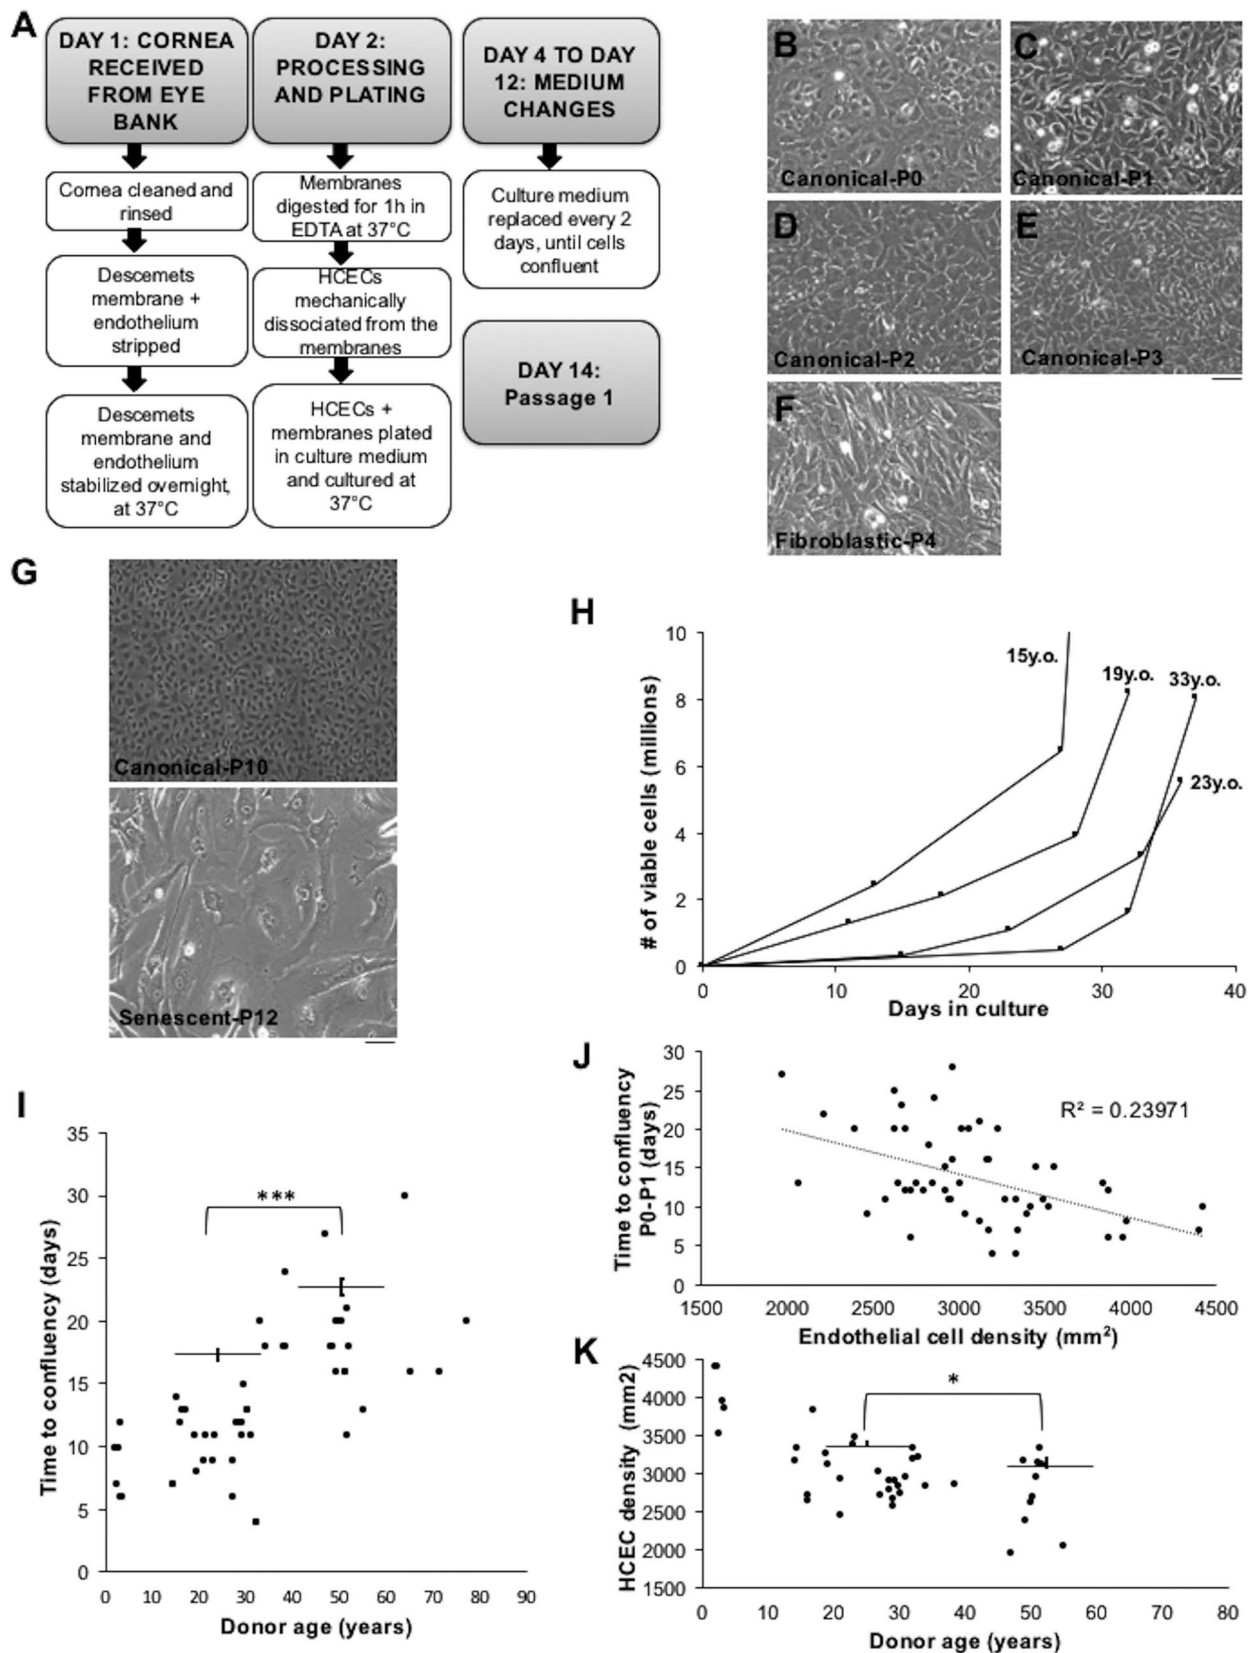 A
DAY 1: CORNEA
RECEIVED
FROM EYE
BANK
Cornea cleaned and
rinsed
Descemets
membrane +
endothelium
stripped
Descemets
membrane and
endothelium
stabilized overnight,
at 37°C
DAY 2:
PROCESSING
AND PLATING
Membranes
digested for 1h in
EDTA at 37°C
HCECs
mechanically
dissociated from the
membranes
HCECs +
membranes plated
in culture medium
and cultured at
37°C
DAY 4 TO DAY
12: MEDIUM
CHANGES
Culture medium
replaced every 2
days, until cells
confluent
DAY 14:
Passage 1
B
Canonical-P0
C
Canonical-P1
D
Canonical-P2
E
Canonical-P3
F
Fibroblastic-P4
G
Canonical-P10
Senescent-P12
H
# of viable cells (millions)
10
8
6
4
2
0
15y.o.
19y.o.
33y.o.
23y.o.
0 10 20 30 40
Days in culture
I
Time to confluency (days)
35
30
25
20
15
10
5
0
***
0 10 20 30 40 50 60 70 80 90
Donor age (years)
J
Time to confluency
P0-P1 (days)
30
25
20
15
10
5
0
R² = 0.23971
1500 2000 2500 3000 3500 4000 4500
Endothelial cell density (mm²)
K
HCEC density (mm2)
4500
4000
3500
3000
2500
2000
1500
*
0 10 20 30 40 50 60 70 80
Donor age (years)